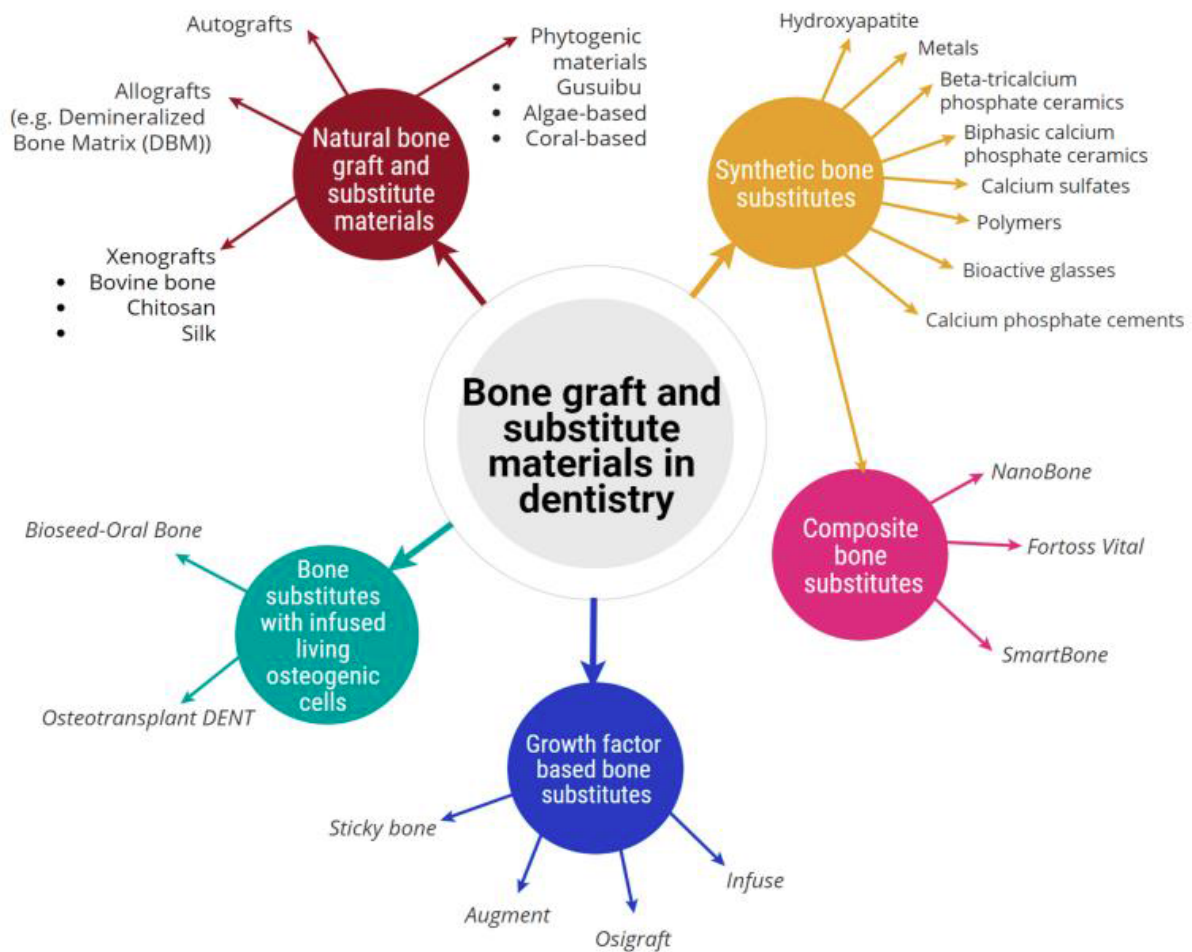 Autografts
Allografts
(e.g. Demineralized
Bone Matrix (DBM))
Xenografts
• Bovine bone
• Chitosan
• Silk
Phytogenic
materials
• Gusuibu
• Algae-based
• Coral-based
Natural bone
graft and
substitute
materials
Hydroxyapatite
Metals
Beta-tricalcium
phosphate ceramics
Biphasic calcium
phosphate ceramics
Calcium sulfates
Polymers
Bioactive glasses
Calcium phosphate cements
Synthetic bone
substitutes
Bone graft and
substitute
materials in
dentistry
Composite
bone
substitutes
NanoBone
Fortoss Vital
SmartBone
Bioseed-Oral Bone
Osteotransplant DENT
Bone
substitutes
with infused
living
osteogenic
cells
Growth factor
based bone
substitutes
Sticky bone
Augment
Osigraft
Infuse